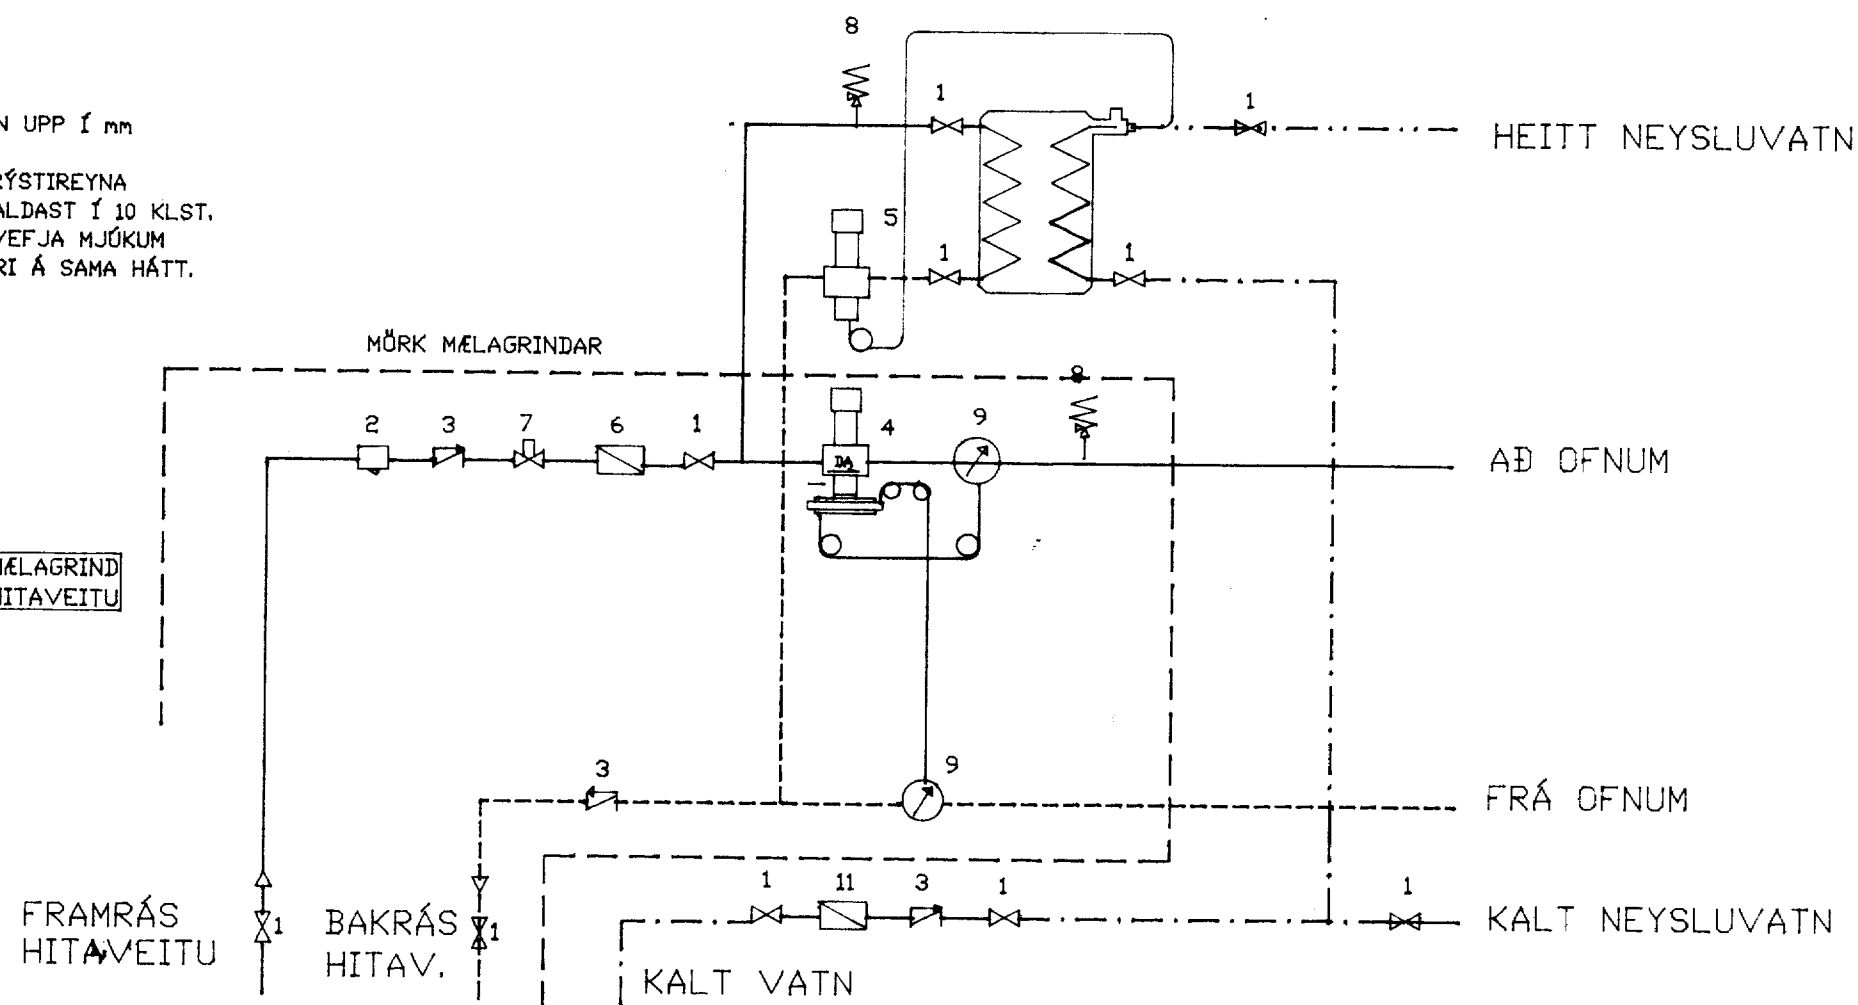 8
1
1
UPP Í mm
HEITT NEYSLUVATN
ALDAST Í 10 KLST.
5
VEFJA MJÚKUM
1
1
RI Á SAMA HÁTT.
MÖRK MÆLAGRINDAR
8
2
3
7
6
1
4
9
DA
AÐ OFNUM
MÆLAGRIND
HITAVEITU
3
9
FRÁ OFNUM
1
11
3
1
1
FRAMRÁS
HITAVEITU
1
BAKRÁS
HITAV.
1
KALT NEYSLUVATN
KALT VATN